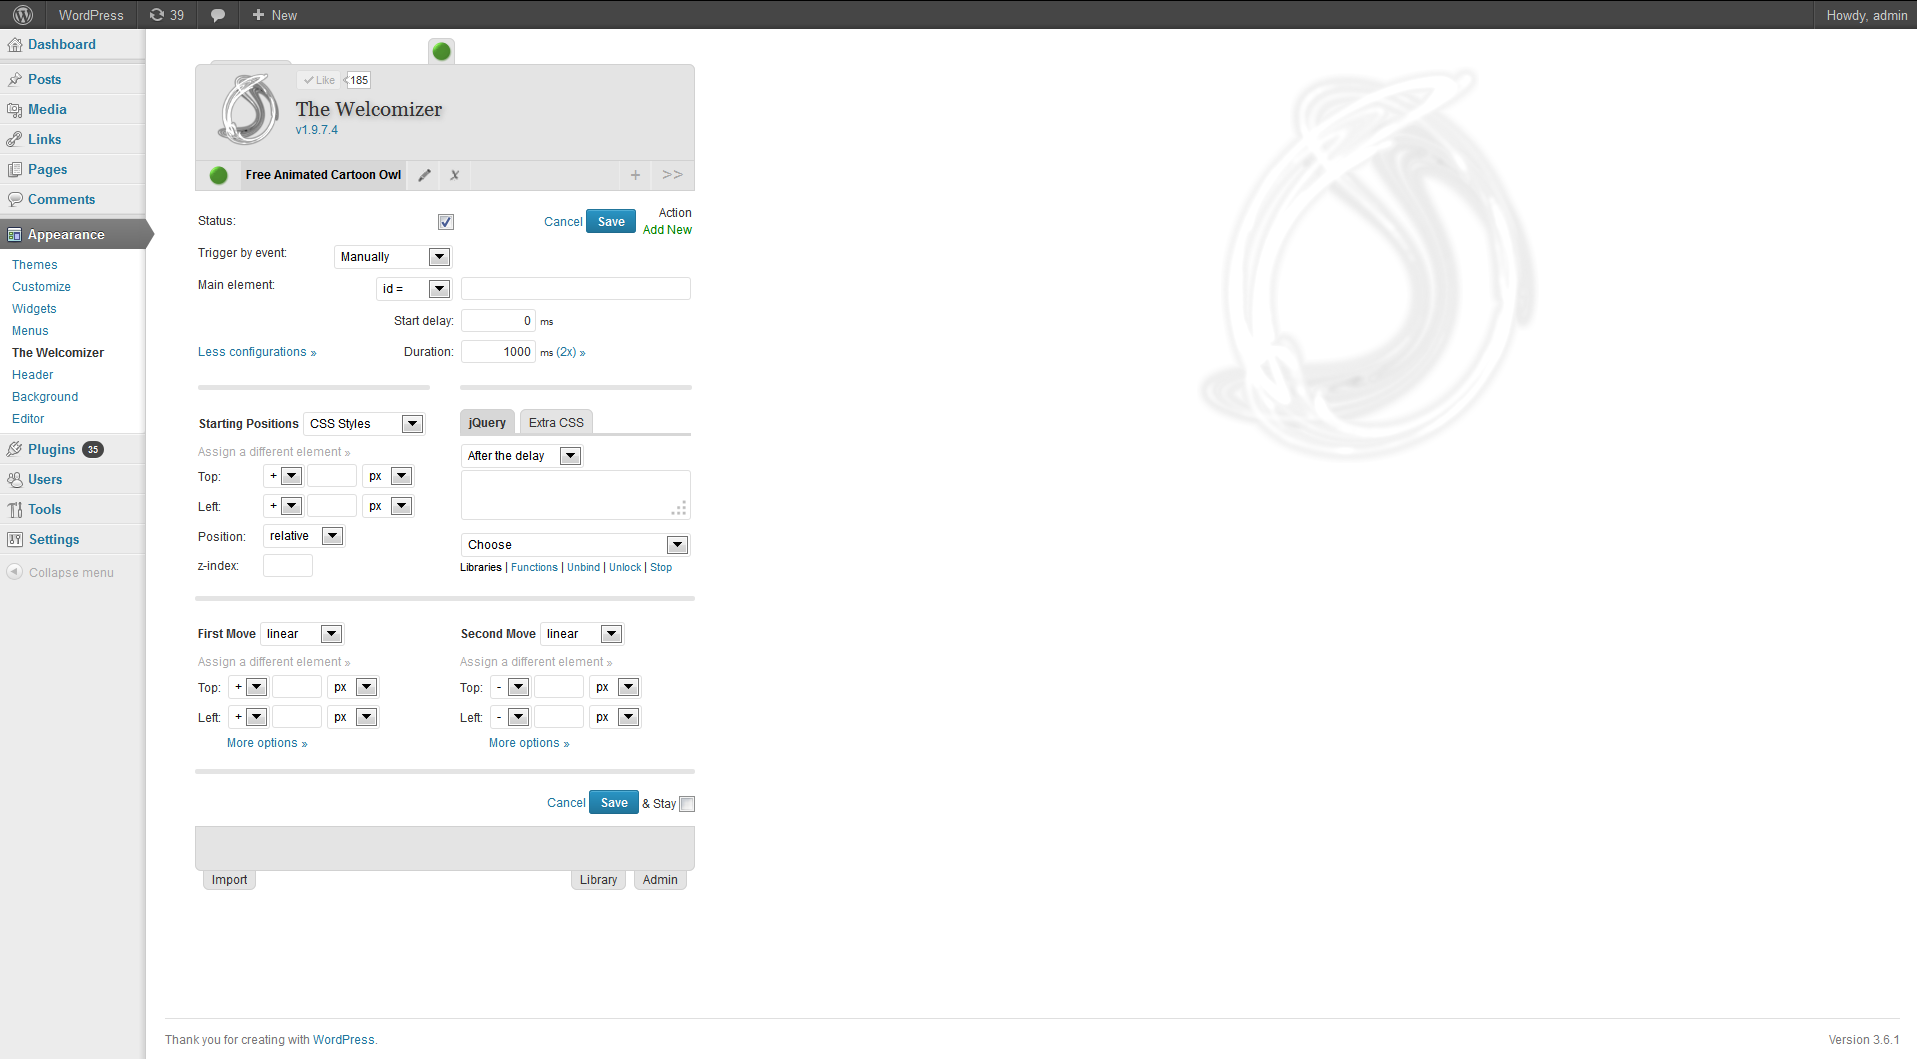 WordPress 39 New Howdy, admin
Dashboard
Posts
Media
Links
Pages
Comments
Appearance
Themes
Customize
Widgets
Menus
The Welcomizer
Header
Background
Editor
Plugins 35
Users
Tools
Settings
Collapse menu
Like 185
The Welcomizer
v1.9.7.4
Free Animated Cartoon Owl x + >>
Status: Cancel Save Action
Add New
Trigger by event: Manually
Main element: id =
Start delay: 0 ms
Less configurations » Duration: 1000 ms (2x) »
Starting Positions CSS Styles
Assign a different element »
Top: + px
Left: + px
Position: relative
z-index:
jQuery Extra CSS
After the delay
Choose
Libraries | Functions | Unbind | Unlock | Stop
First Move linear
Assign a different element »
Top: + px
Left: + px
More options »
Second Move linear
Assign a different element »
Top: - px
Left: - px
More options »
Cancel Save & Stay
Import Library Admin
Thank you for creating with WordPress. Version 3.6.1